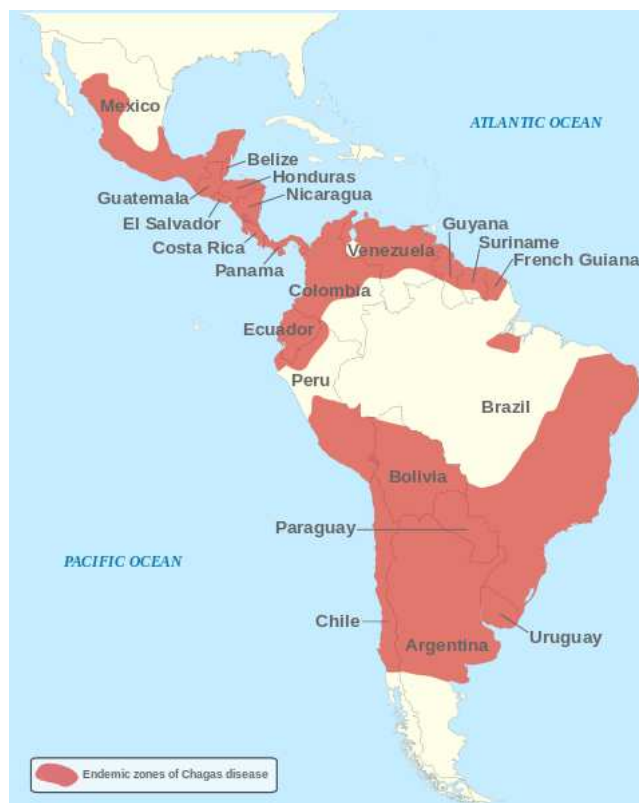 Mexico
ATLANTIC OCEAN
Belize
Honduras
Guatemala
Nicaragua
El Salvador
Costa Rica
Panama
Guyana
Venezuela
Suriname
French Guiana
Colombia
Ecuador
Peru
Brazil
Bolivia
Paraguay
PACIFIC OCEAN
Chile
Uruguay
Argentina
Endemic zones of Chagas disease